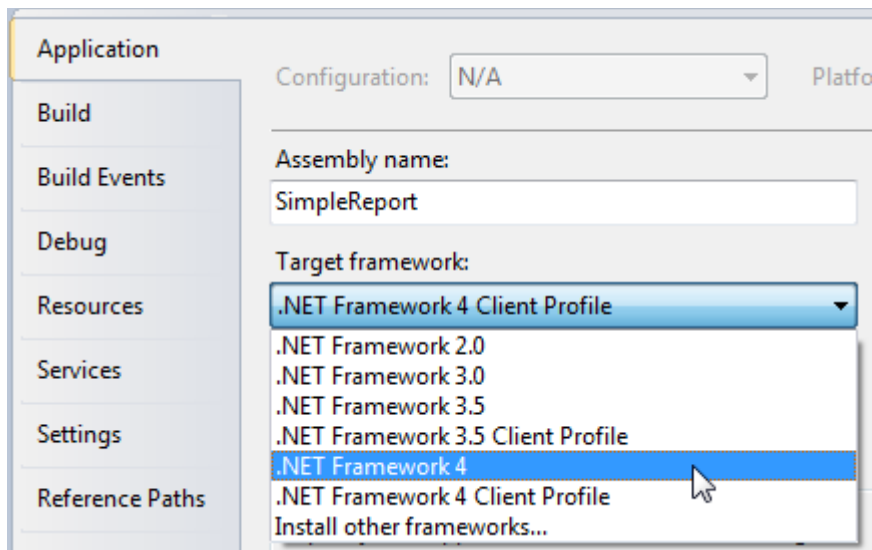 Application
Build
Build Events
Debug
Resources
Services
Settings
Reference Paths
Configuration: N/A
Assembly name:
SimpleReport
Target framework:
.NET Framework 4 Client Profile
.NET Framework 2.0
.NET Framework 3.0
.NET Framework 3.5
.NET Framework 3.5 Client Profile
.NET Framework 4
.NET Framework 4 Client Profile
Install other frameworks...